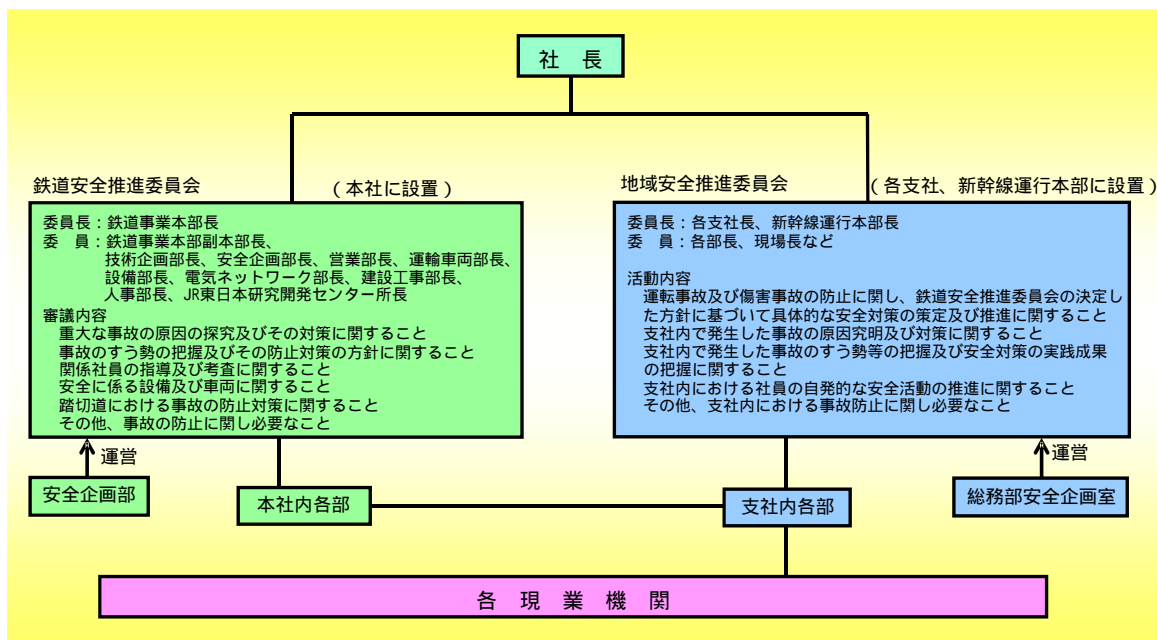 社　長
鉄道安全推進委員会　（本社に設置）
委員長：鉄道事業本部長
委　員：鉄道事業本部副本部長、
技術企画部長、安全企画部長、営業部長、運輸車両部長、
設備部長、電気ネットワーク部長、建設工事部長、
人事部長、JR東日本研究開発センター所長
審議内容
重大な事故の原因の探究及びその対策に関すること
事故のすう勢の把握及びその防止対策の方針に関すること
関係社員の指導及び考査に関すること
安全に係る設備及び車両に関すること
踏切道における事故の防止対策に関すること
その他、事故の防止に関し必要なこと
運営
安全企画部
本社内各部
地域安全推進委員会　（各支社、新幹線運行本部に設置）
委員長：各支社長、新幹線運行本部長
委　員：各部長、現場長など
活動内容
運転事故及び傷害事故の防止に関し、鉄道安全推進委員会の決定し
た方針に基づいて具体的な安全対策の策定及び推進に関すること
支社内で発生した事故の原因究明及び対策に関すること
支社内で発生した事故のすう勢等の把握及び安全対策の実践成果
の把握に関すること
支社内における社員の自発的な安全活動の推進に関すること
その他、支社内における事故防止に関し必要なこと
運営
支社内各部
総務部安全企画室
各　現　業　機　関